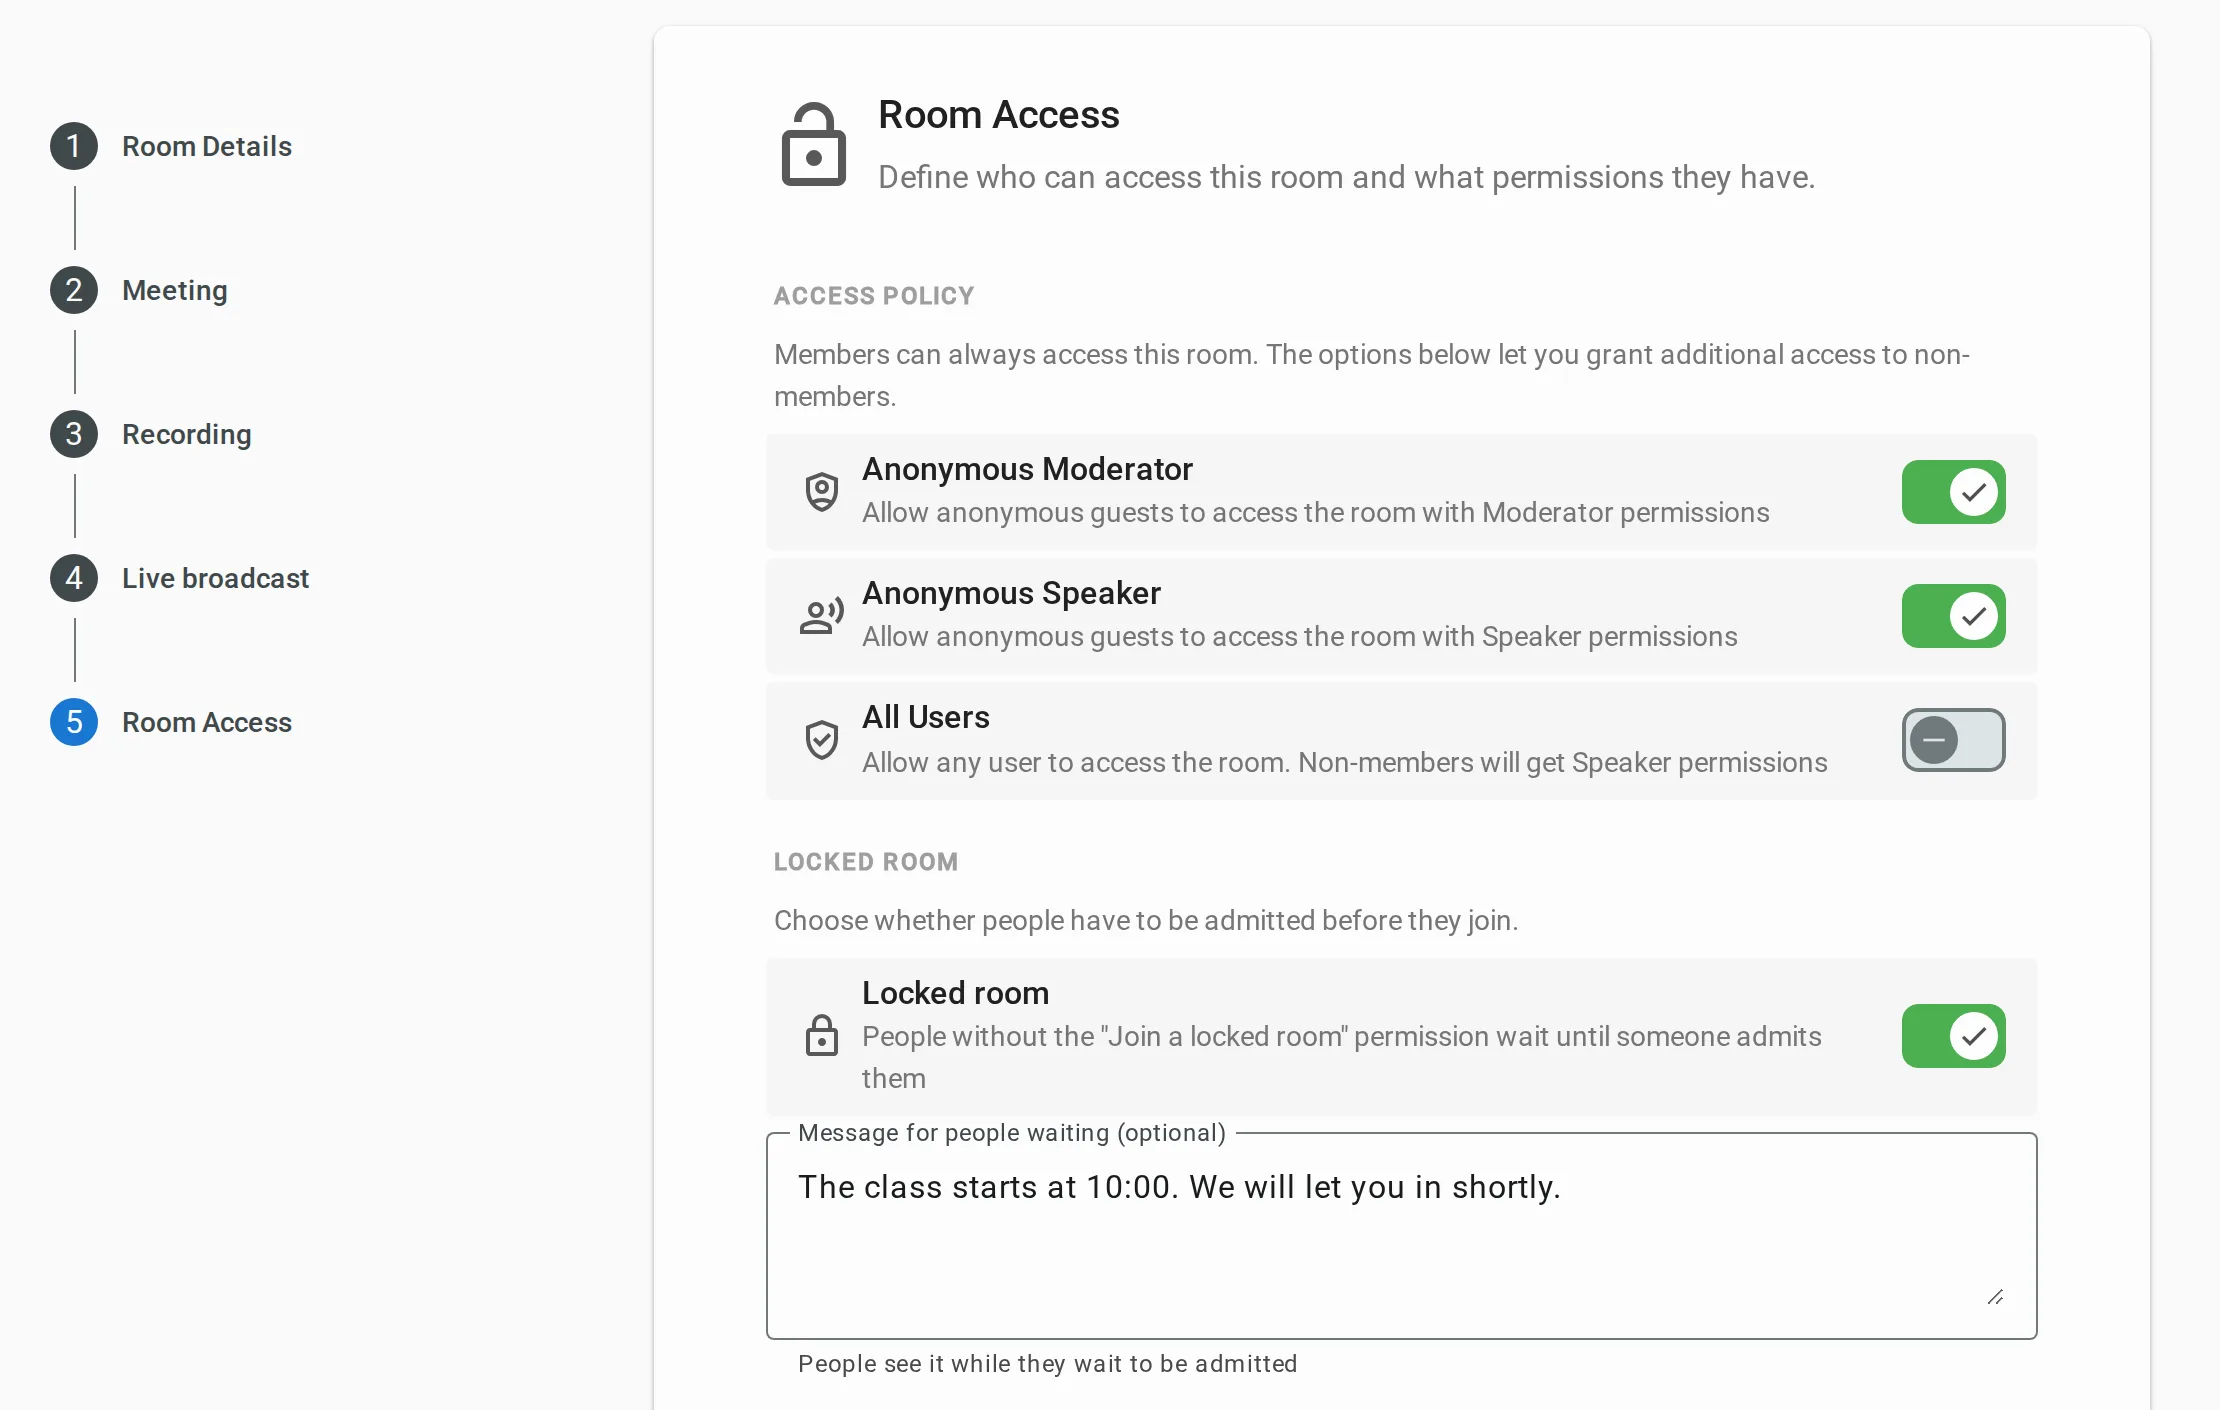 1 Room Details
2 Meeting
3 Recording
4 Live broadcast
5 Room Access
Room Access
Define who can access this room and what permissions they have.
ACCESS POLICY
Members can always access this room. The options below let you grant additional access to non-
members.
Anonymous Moderator
Allow anonymous guests to access the room with Moderator permissions
Anonymous Speaker
Allow anonymous guests to access the room with Speaker permissions
All Users
Allow any user to access the room. Non-members will get Speaker permissions
LOCKED ROOM
Choose whether people have to be admitted before they join.
Locked room
People without the "Join a locked room" permission wait until someone admits
them
Message for people waiting (optional)
The class starts at 10:00. We will let you in shortly.
People see it while they wait to be admitted